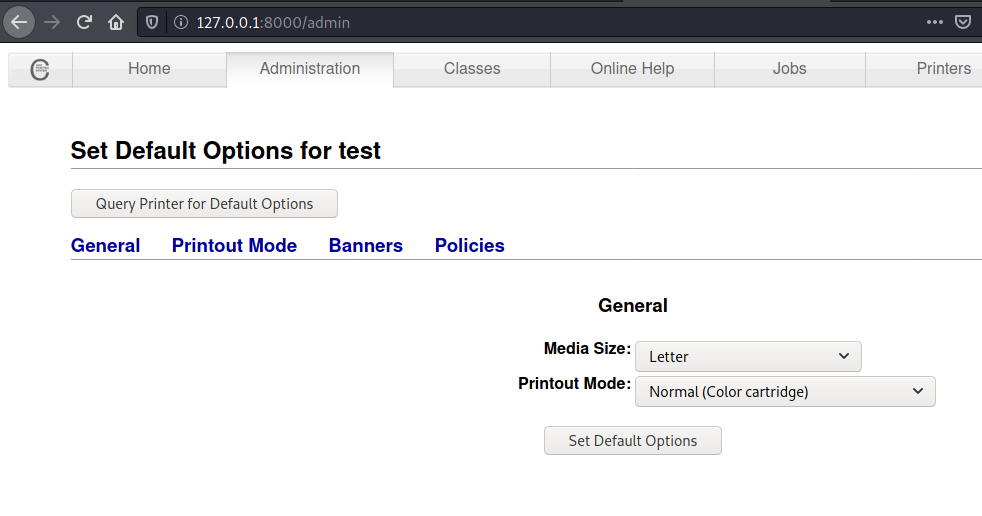 127.0.0.1:8000/admin
Home Administration Classes Online Help Jobs Printers
Set Default Options for test
Query Printer for Default Options
General Printout Mode Banners Policies
General
Media Size: Letter
Printout Mode: Normal (Color cartridge)
Set Default Options